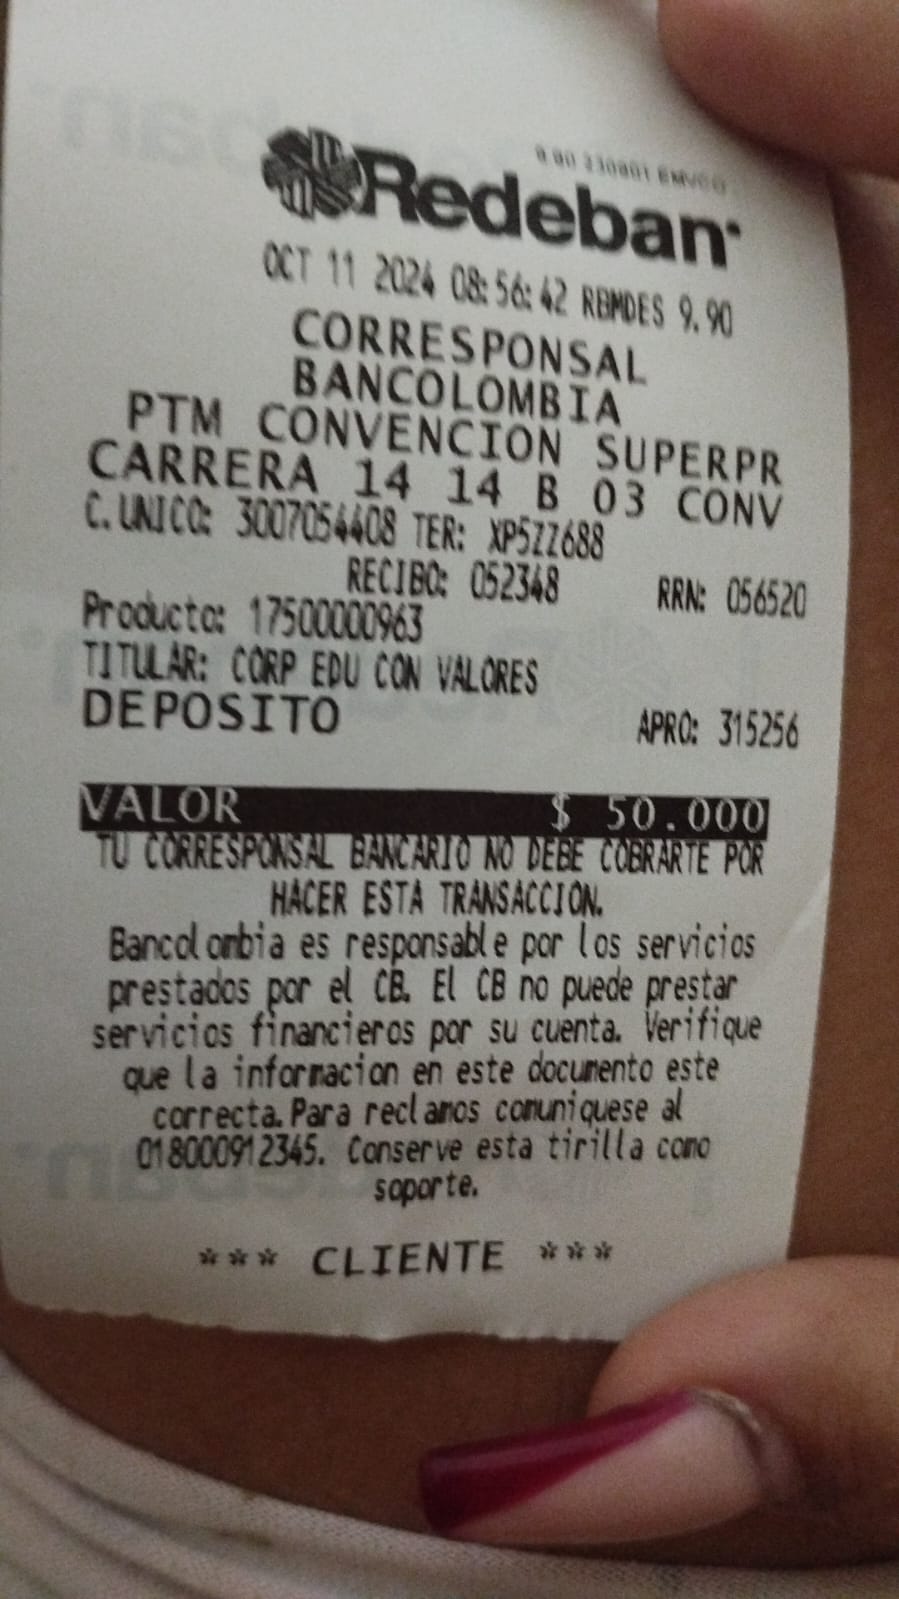 9.90 230801 EMVCO
Redeban
OCT 11 2024 08:56:42 RBMDES 9.90
CORRESPONSAL
BANCOLOMBIA
PTM CONVENCION SUPERPR
CARRERA 14 14 B 03 CONV
C.UNICO: 3007054408 TER: XP5ZZ688
RECIBO: 052348 RRN: 056520
Producto: 17500000963
TITULAR: CORP EDU CON VALORES
DEPOSITO APRO: 315256
VALOR $ 50.000
TU CORRESPONSAL BANCARIO NO DEBE COBRARTE POR
HACER ESTA TRANSACCION.
Bancolombia es responsable por los servicios
prestados por el CB. El CB no puede prestar
servicios financieros por su cuenta. Verifique
que la informacion en este documento este
correcta. Para reclamos comuniquese al
018000912345. Conserve esta tirilla como
soporte.
*** CLIENTE ***